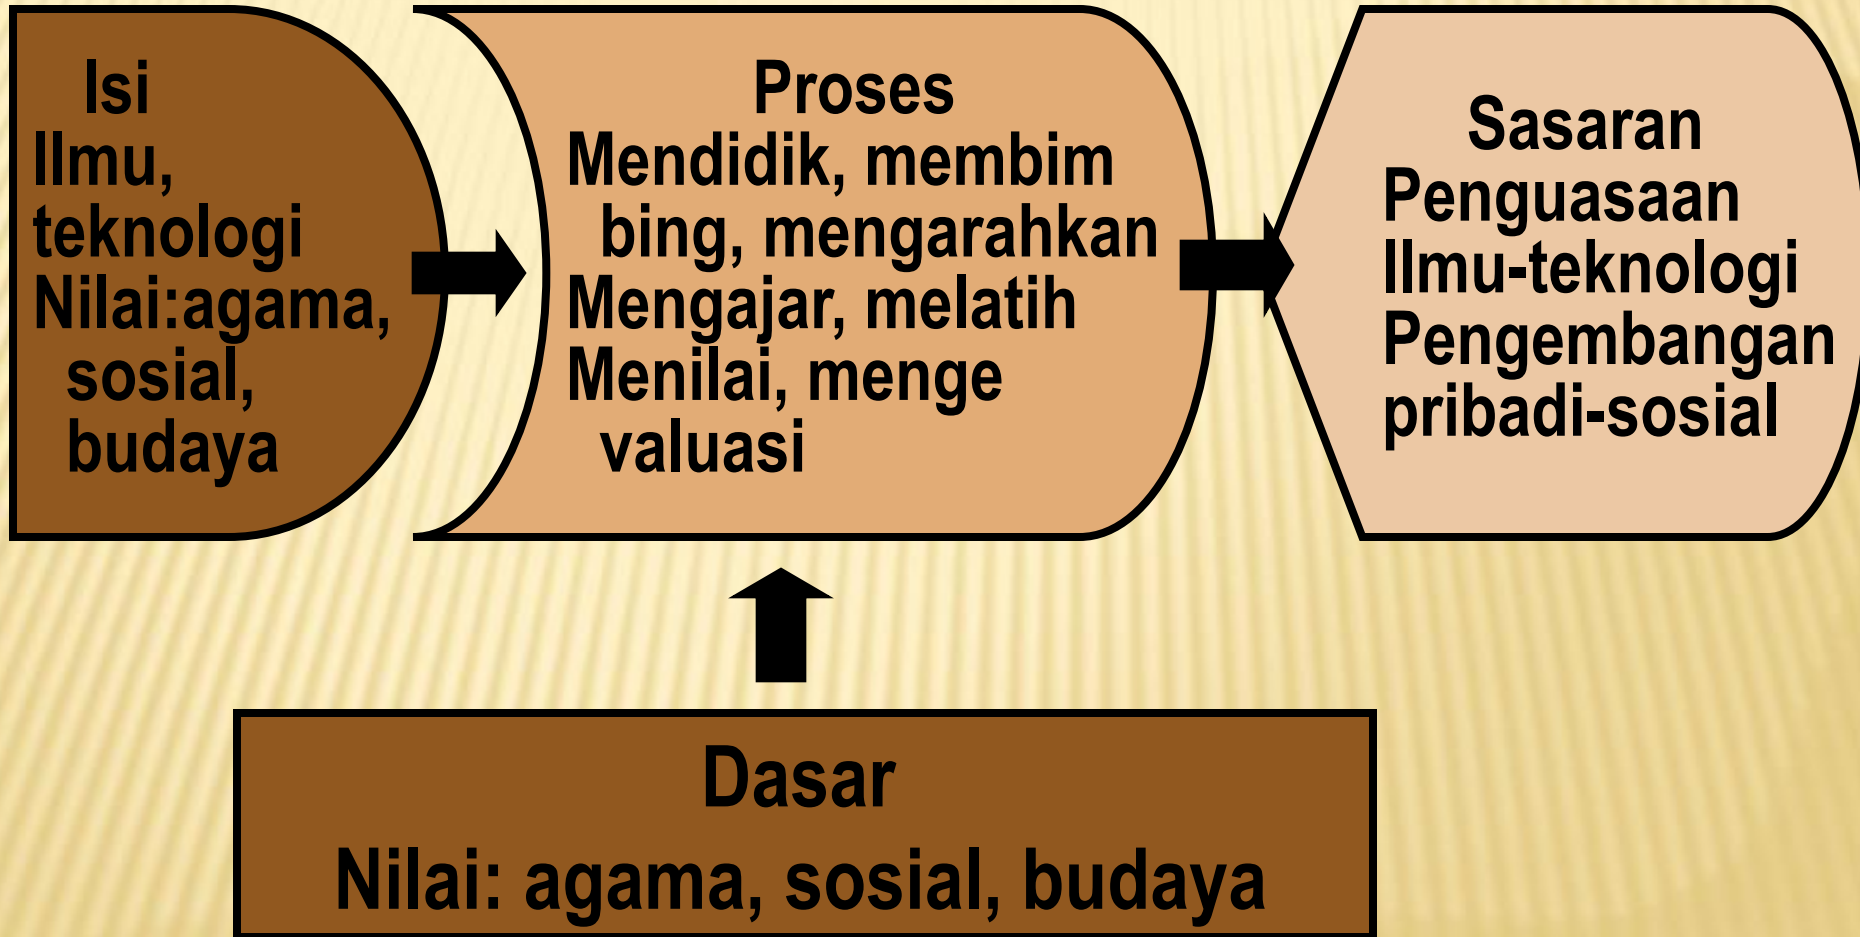 Isi
Ilmu,
teknologi
Nilai:agama,
sosial,
budaya
Proses
Mendidik, membim
bing, mengarahkan
Mengajar, melatih
Menilai, menge
valuasi
Sasaran
Penguasaan
Ilmu-teknologi
Pengembangan
pribadi-sosial
Dasar
Nilai: agama, sosial, budaya